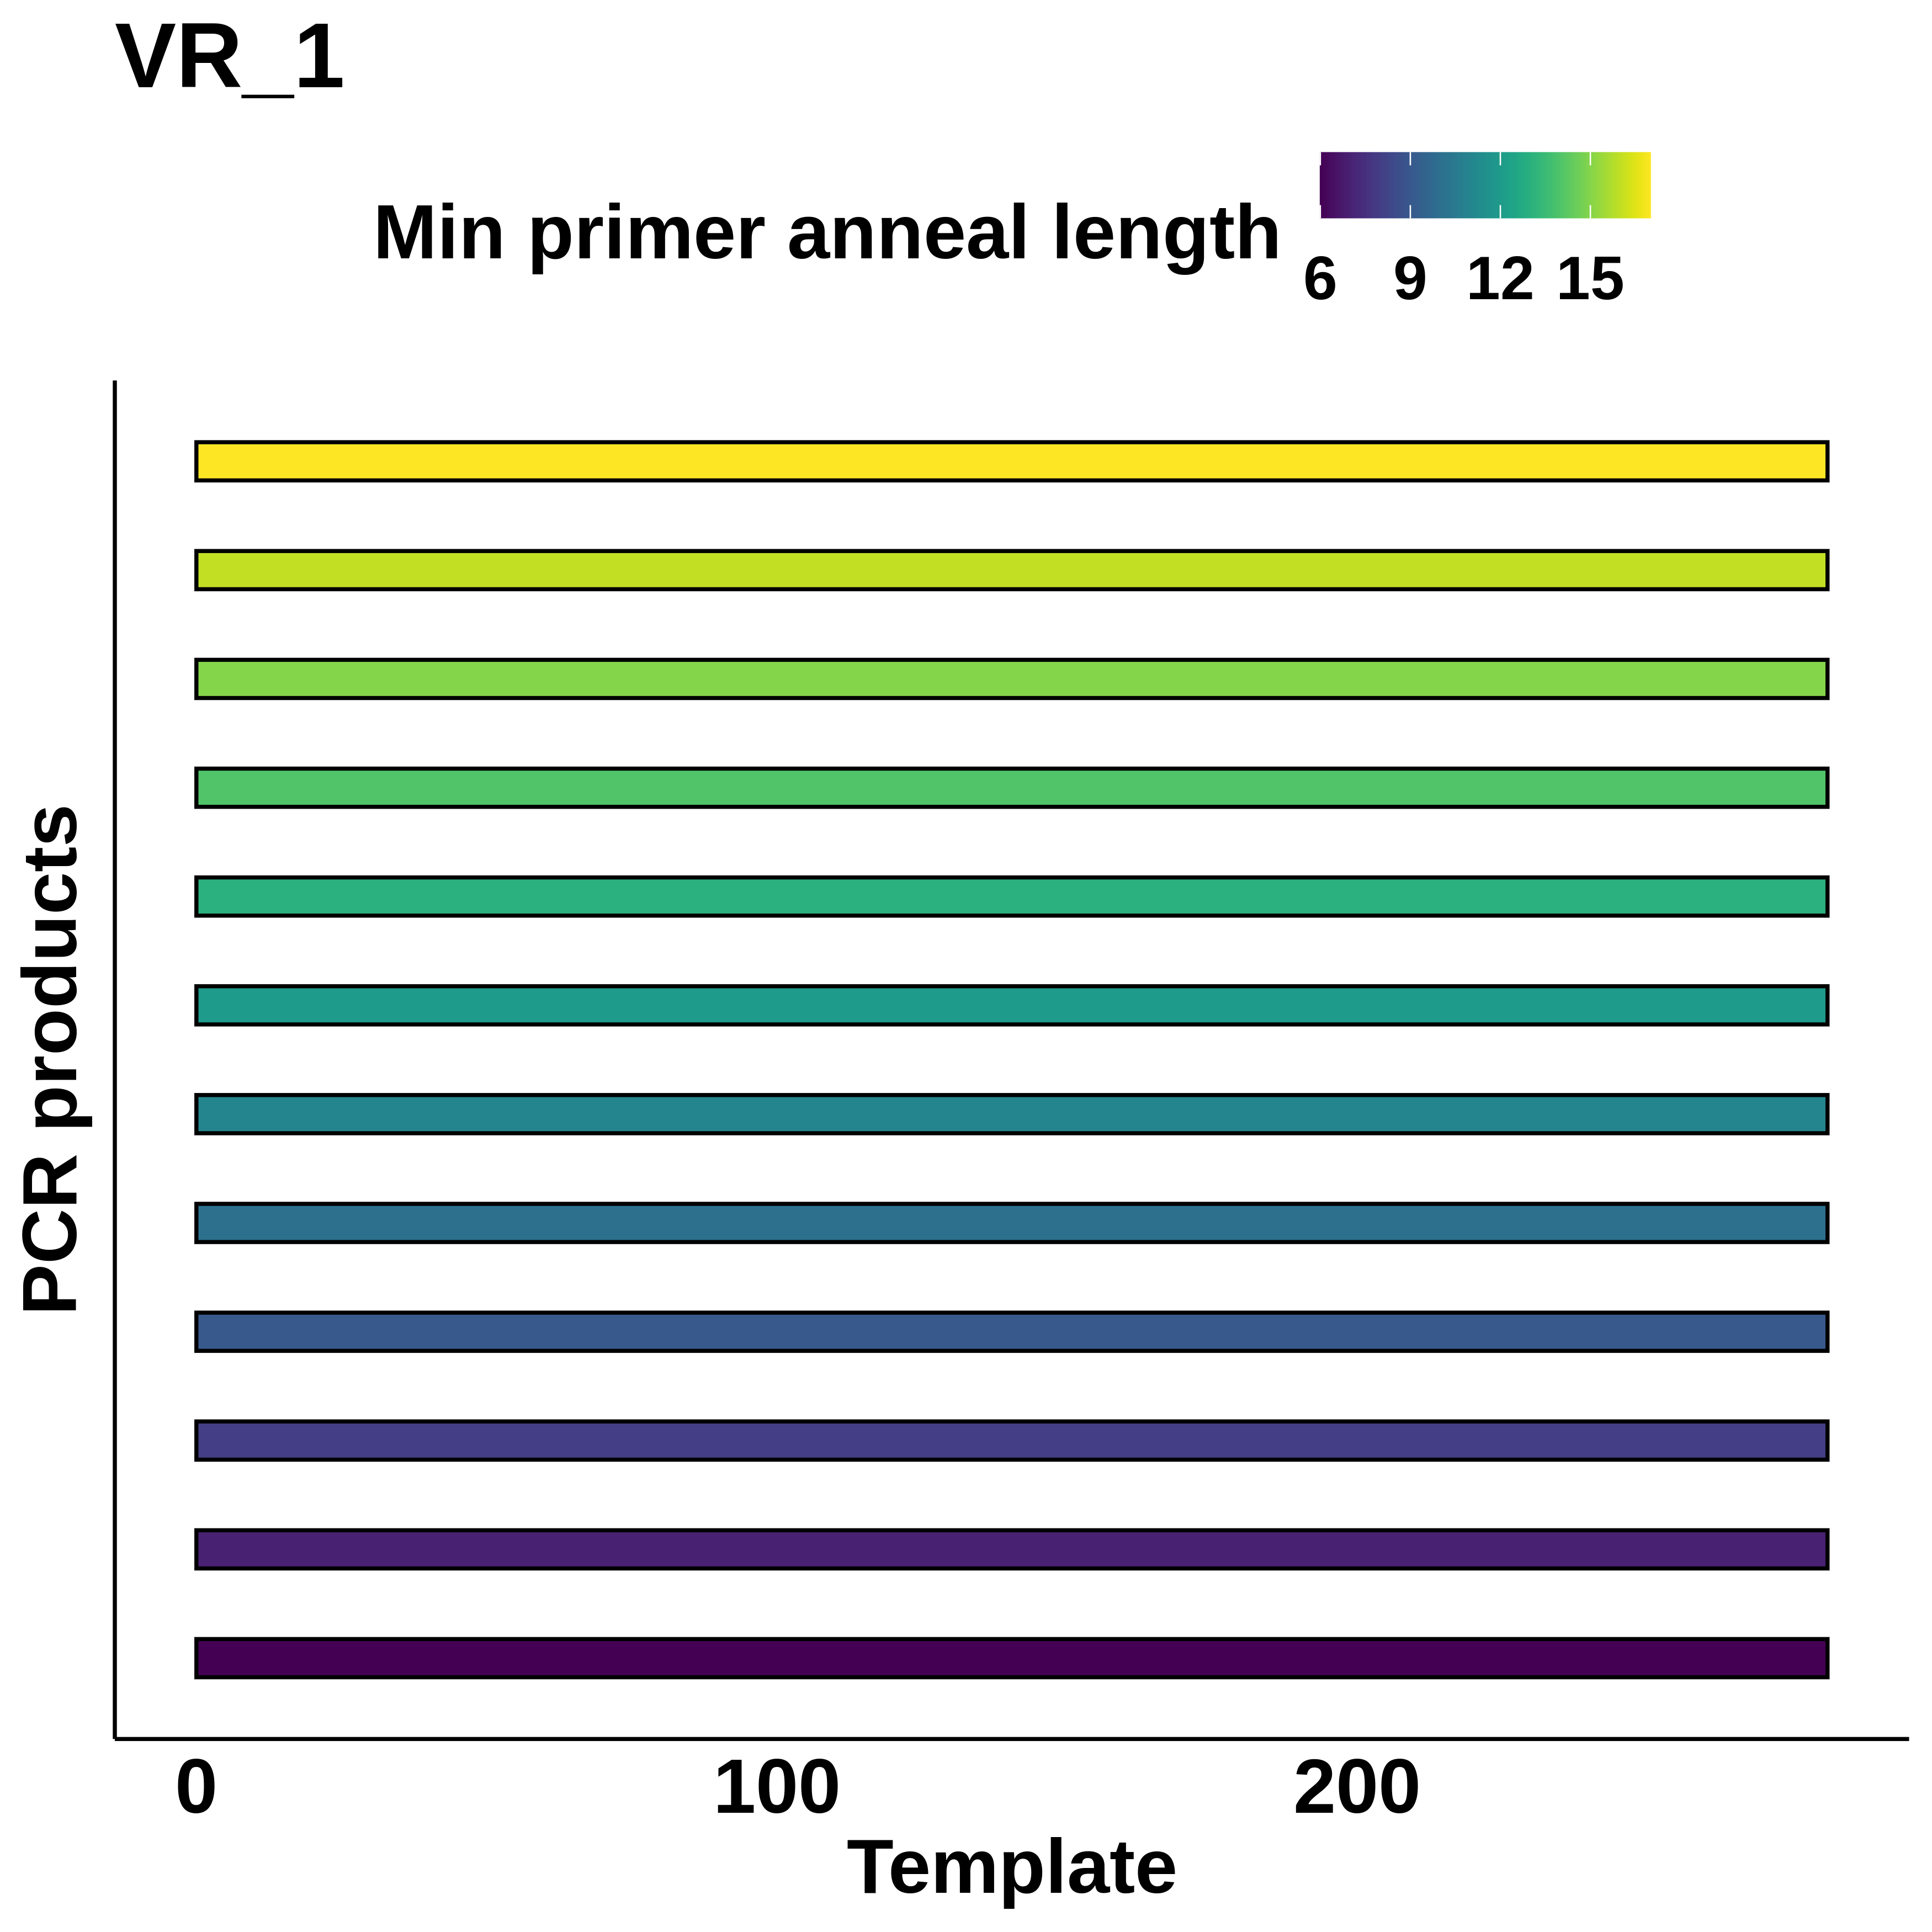 VR_1
Min primer anneal length
6 9 12 15
PCR products
0 100 200
Template